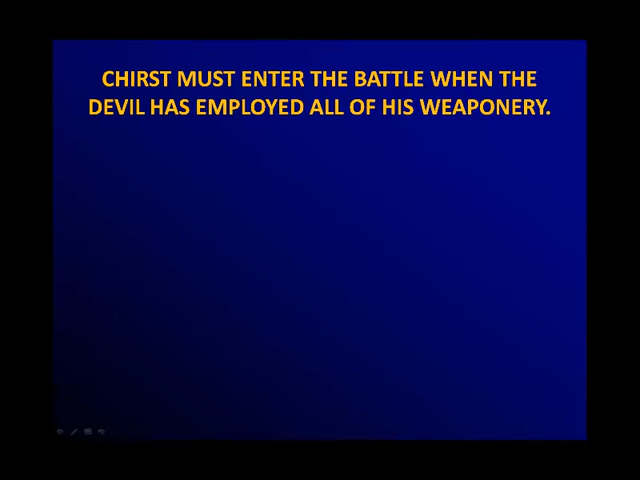 CHIRST MUST ENTER THE BATTLE WHEN THE
DEVIL HAS EMPLOYED ALL OF HIS WEAPONERY.